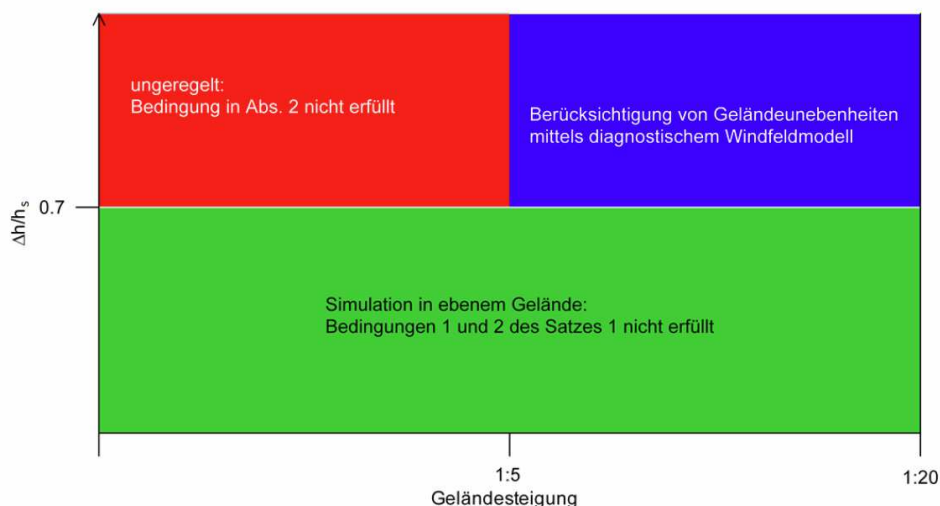 ungeregelt:
Bedingung in Abs. 2 nicht erfüllt
Berücksichtigung von Geländeunebenheiten
mittels diagnostischem Windfeldmodell
0.7
Δh/hs
Simulation in ebenem Gelände:
Bedingungen 1 und 2 des Satzes 1 nicht erfüllt
1:5
1:20
Geländesteigung